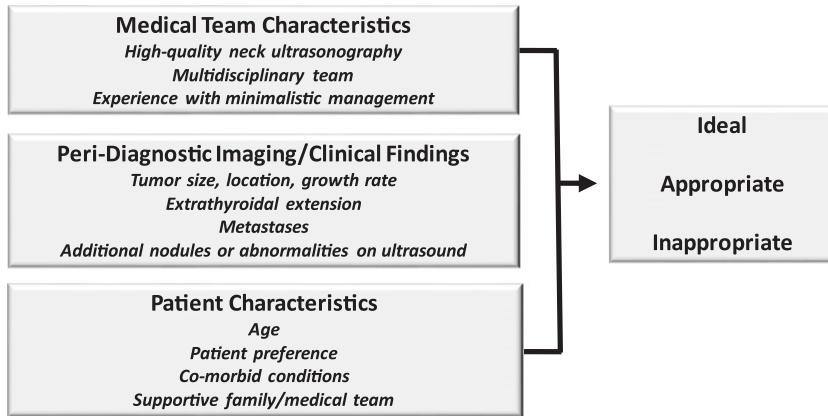 Medical Team Characteristics
High-quality neck ultrasonography
Multidisciplinary team
Experience with minimalistic management
Peri-Diagnostic Imaging/Clinical Findings
Tumor size, location, growth rate
Extrathyroidal extension
Metastases
Additional nodules or abnormalities on ultrasound
Patient Characteristics
Age
Patient preference
Co-morbid conditions
Supportive family/medical team
Ideal
Appropriate
Inappropriate